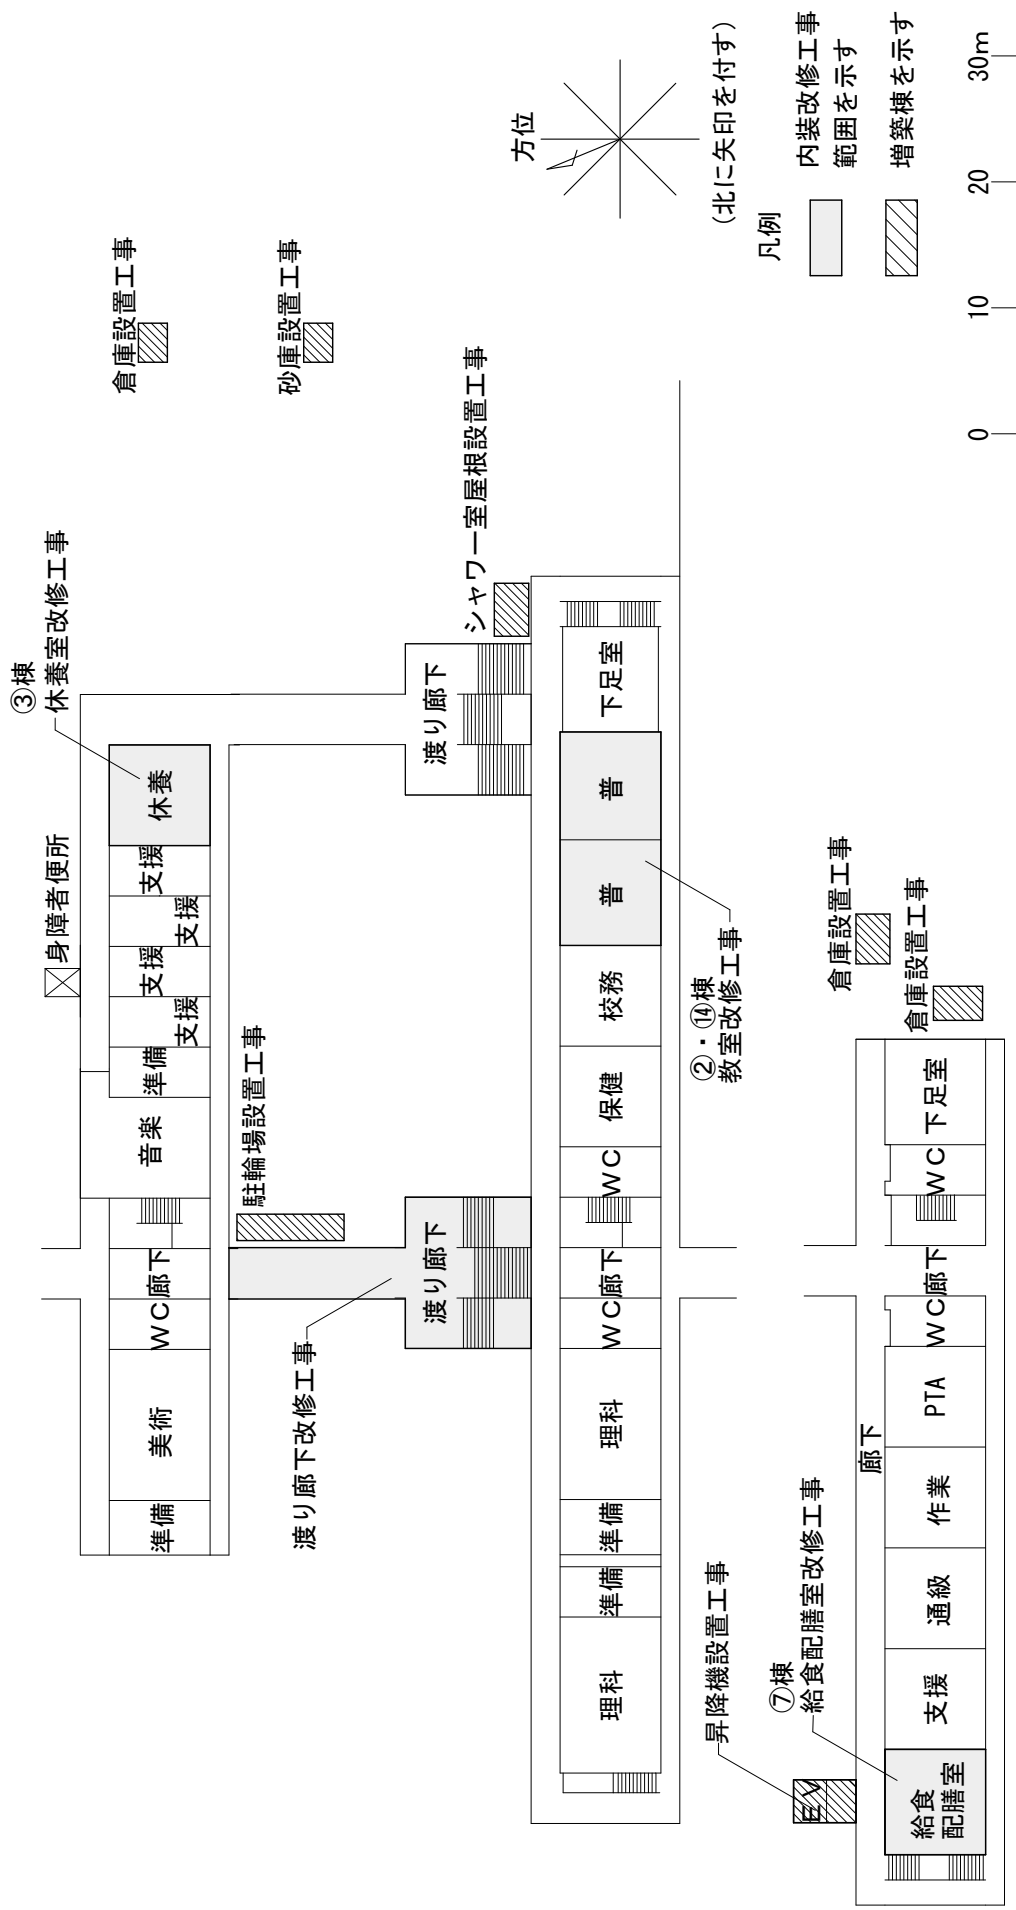 ③棟
休養室改修工事
身障者便所
準備
美術
WC
廊下
音楽
準備
支援
支援
支援
支援
休養
倉庫設置工事
砂庫設置工事
駐輪場設置工事
渡り廊下改修工事
渡り廊下
渡り廊下
シャワー室屋根設置工事
理科
準備
準備
理科
WC
廊下
WC
保健
校務
普
普
下足室
②・⑭棟
教室改修工事
昇降機設置工事
EV
⑦棟
給食配膳室改修工事
廊下
給食
配膳室
支援
通級
作業
PTA
WC
廊下
WC
下足室
倉庫設置工事
倉庫設置工事
方位
(北に矢印を付す)
凡例
内装改修工事
範囲を示す
増築棟を示す
0
10
20
30m